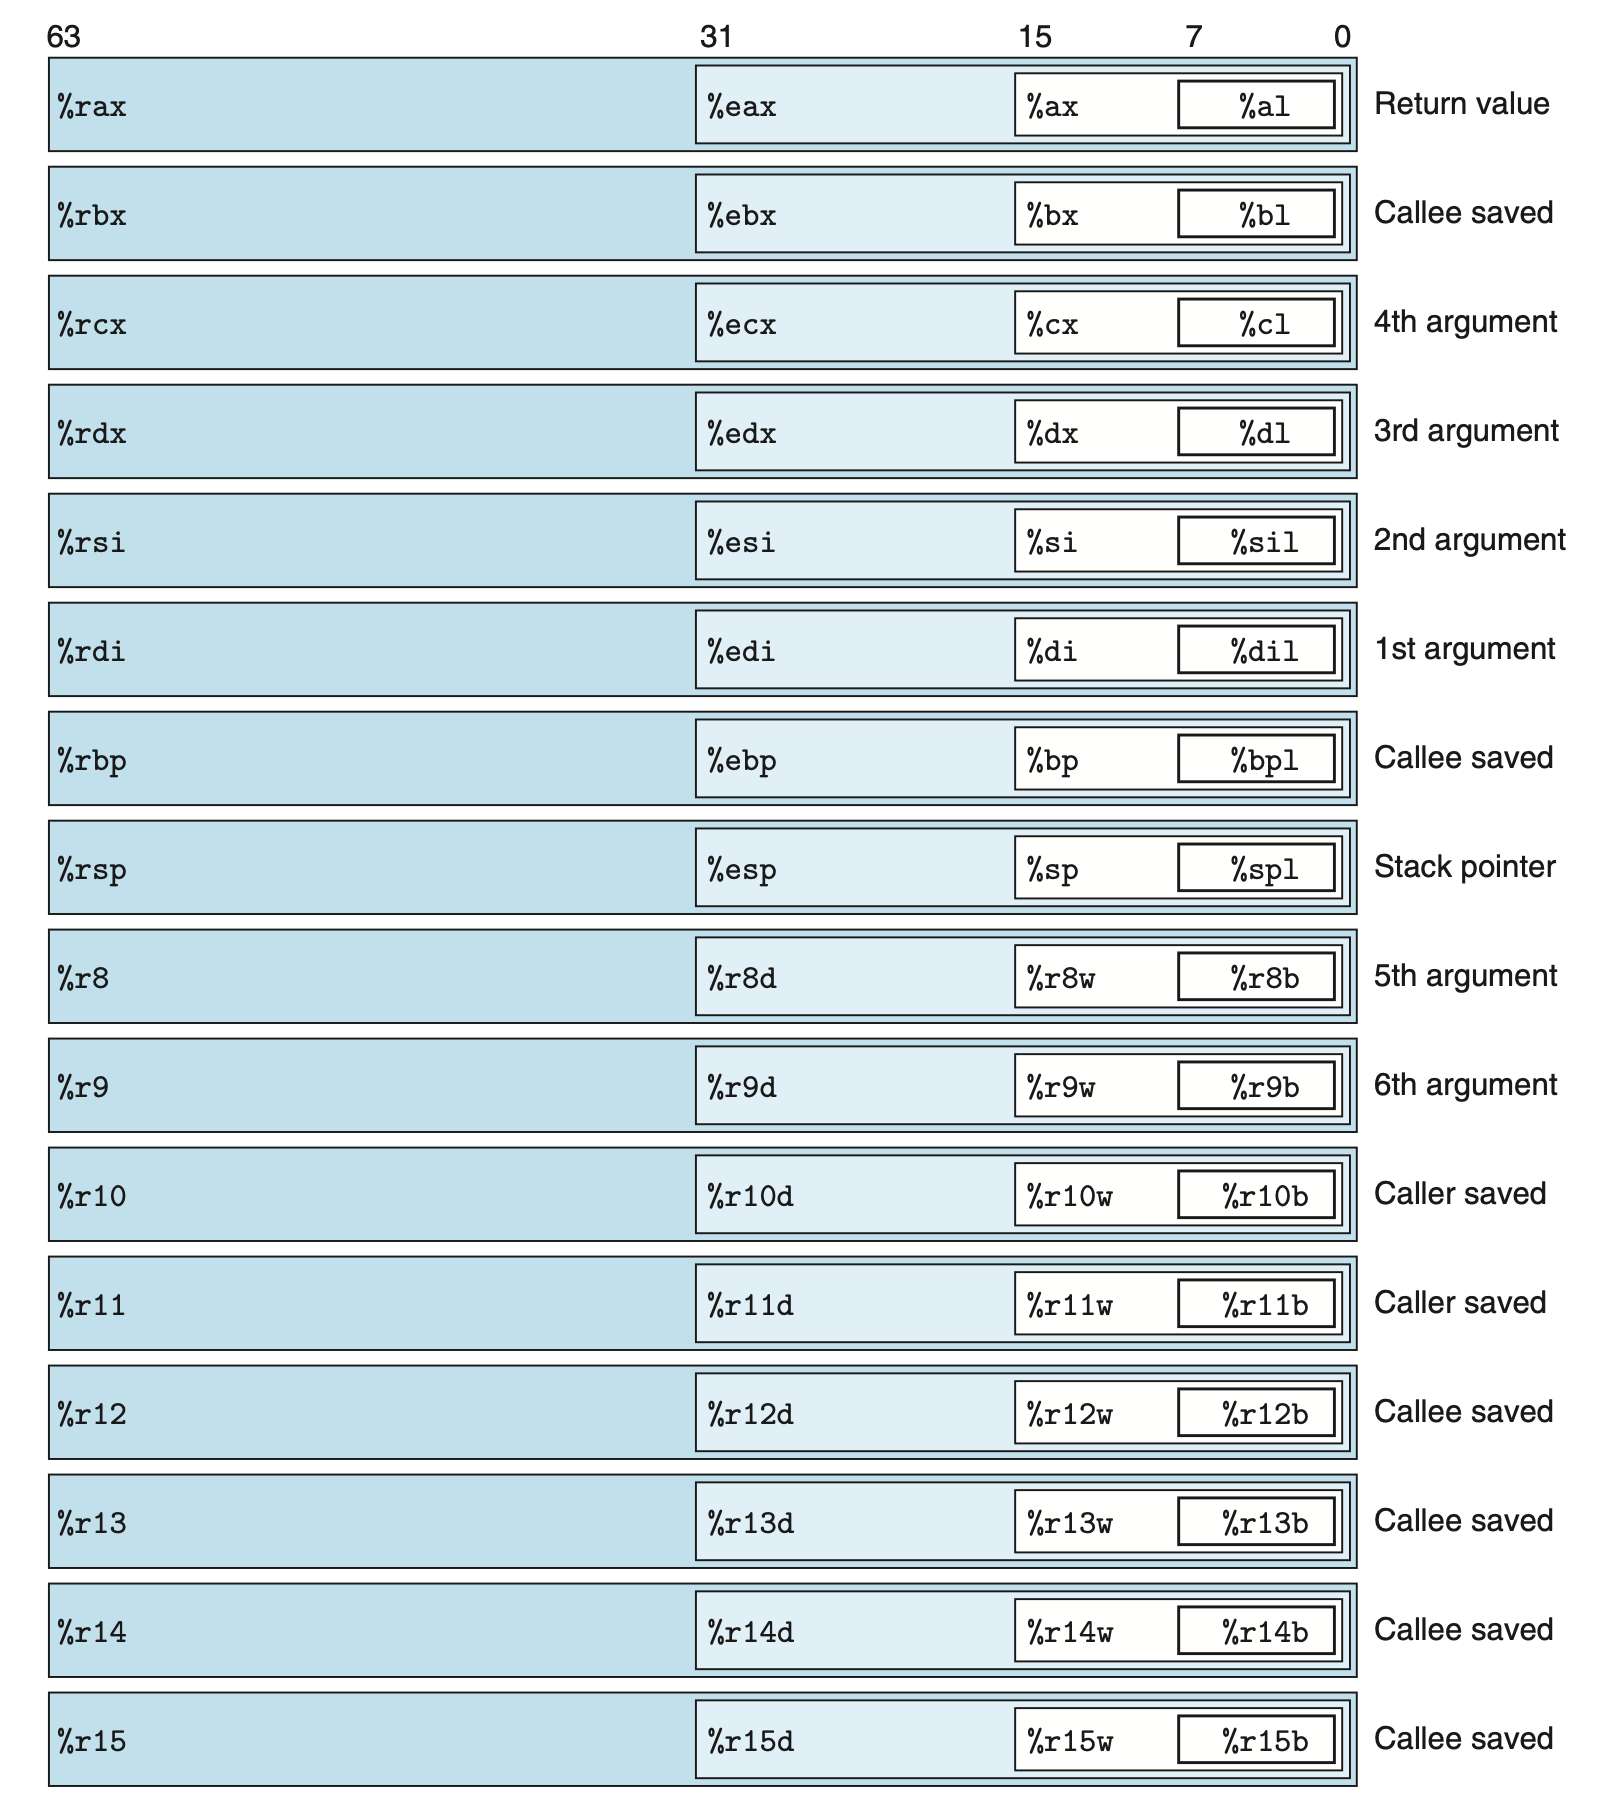 63 31 15 7 0
%rax %eax %ax %al Return value
%rbx %ebx %bx %bl Callee saved
%rcx %ecx %cx %cl 4th argument
%rdx %edx %dx %dl 3rd argument
%rsi %esi %si %sil 2nd argument
%rdi %edi %di %dil 1st argument
%rbp %ebp %bp %bpl Callee saved
%rsp %esp %sp %spl Stack pointer
%r8 %r8d %r8w %r8b 5th argument
%r9 %r9d %r9w %r9b 6th argument
%r10 %r10d %r10w %r10b Caller saved
%r11 %r11d %r11w %r11b Caller saved
%r12 %r12d %r12w %r12b Callee saved
%r13 %r13d %r13w %r13b Callee saved
%r14 %r14d %r14w %r14b Callee saved
%r15 %r15d %r15w %r15b Callee saved